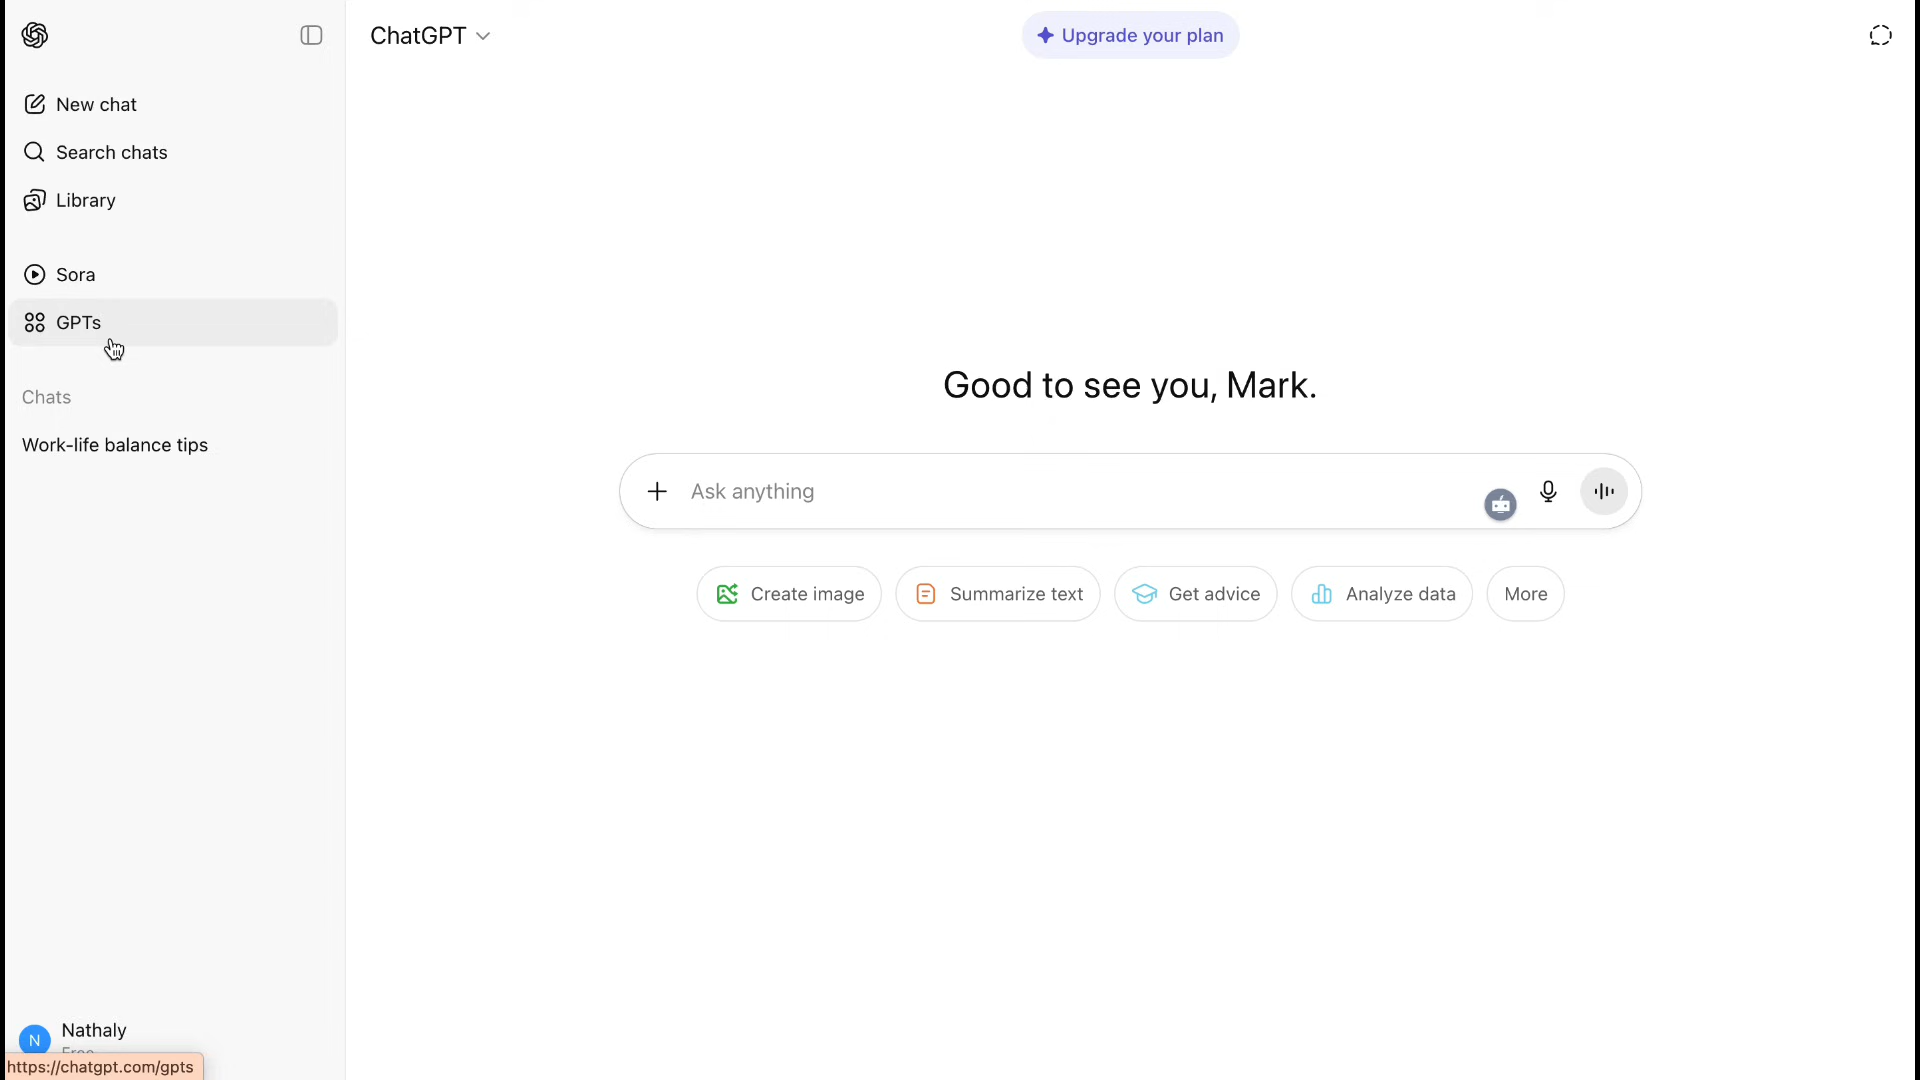 ChatGPT
Upgrade your plan
New chat
Search chats
Library
Sora
GPTs
Chats
Work-life balance tips
Good to see you, Mark.
Ask anything
Create image
Summarize text
Get advice
Analyze data
More
N
Nathaly
Free
https://chatgpt.com/gpts